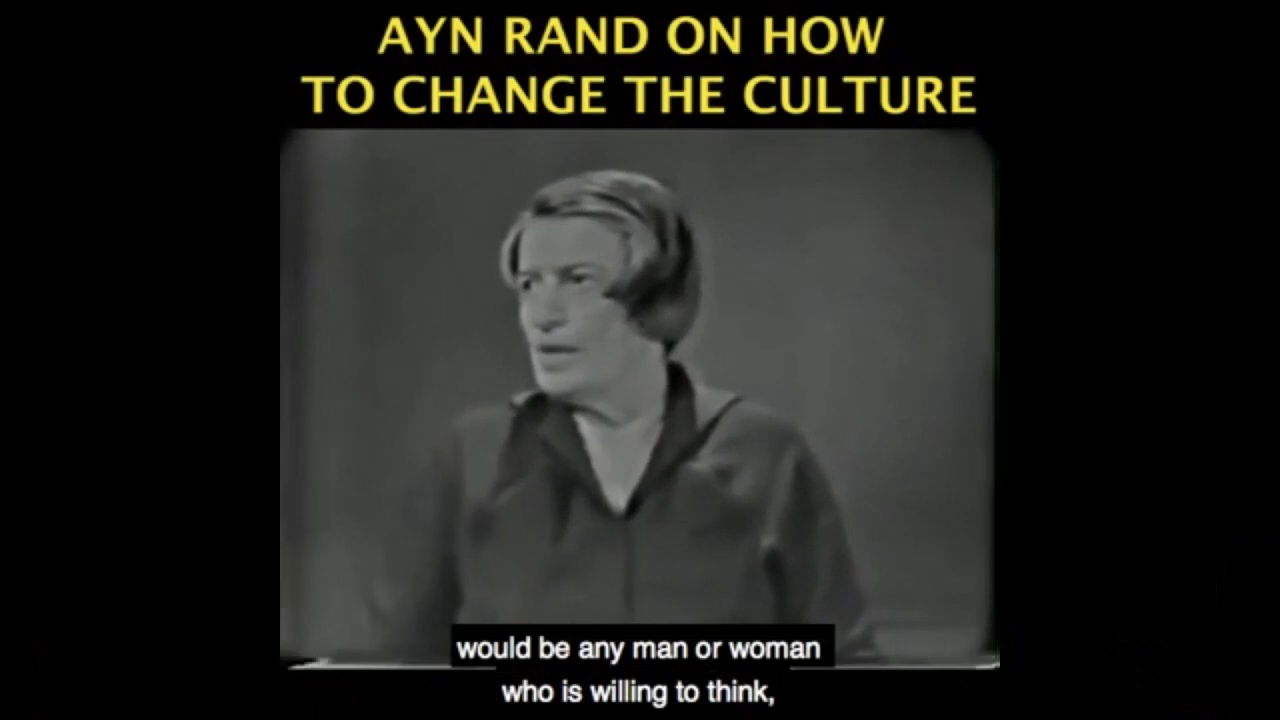 AYN RAND ON HOW
TO CHANGE THE CULTURE
would be any man or woman
who is willing to think,